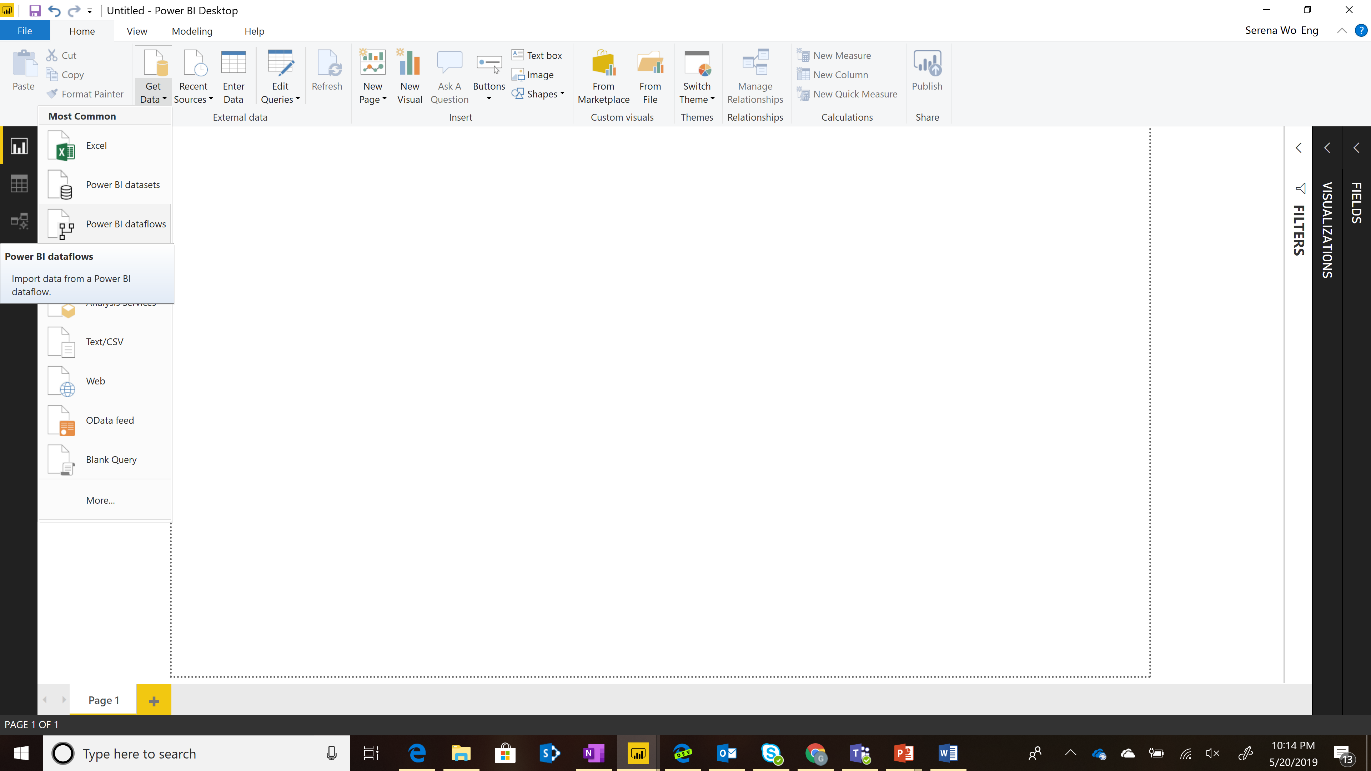 Untitled - Power BI Desktop
File Home View Modeling Help Serena Wo Eng
Paste
Cut
Copy
Format Painter
Get Data
Recent Sources
Enter Data
Edit Queries
Refresh
External data
New Page
New Visual
Ask A Question
Buttons
Text box
Image
Shapes
Insert
From Marketplace
From File
Custom visuals
Switch Theme
Themes
Manage Relationships
Relationships
New Measure
New Column
New Quick Measure
Calculations
Publish
Share
Most Common
Excel
Power BI datasets
Power BI dataflows
Power BI dataflows
Import data from a Power BI
dataflow.
Analysis Services
Text/CSV
Web
OData feed
Blank Query
More...
FILTERS
VISUALIZATIONS
FIELDS
Page 1
PAGE 1 OF 1
Type here to search
10:14 PM
5/20/2019
13